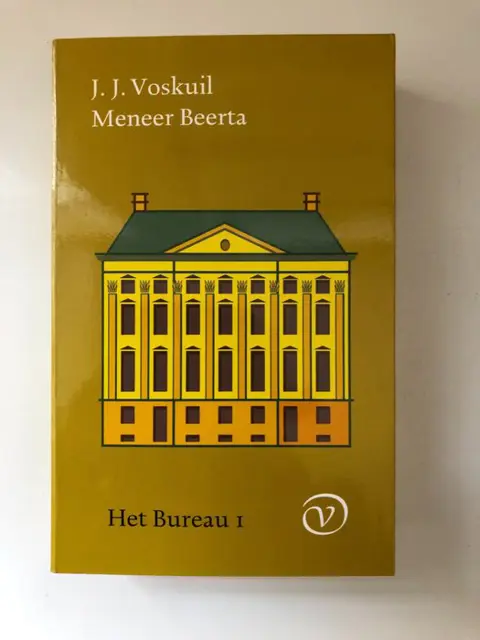 J. J. Voskuil
Meneer Beerta
Het Bureau 1
V